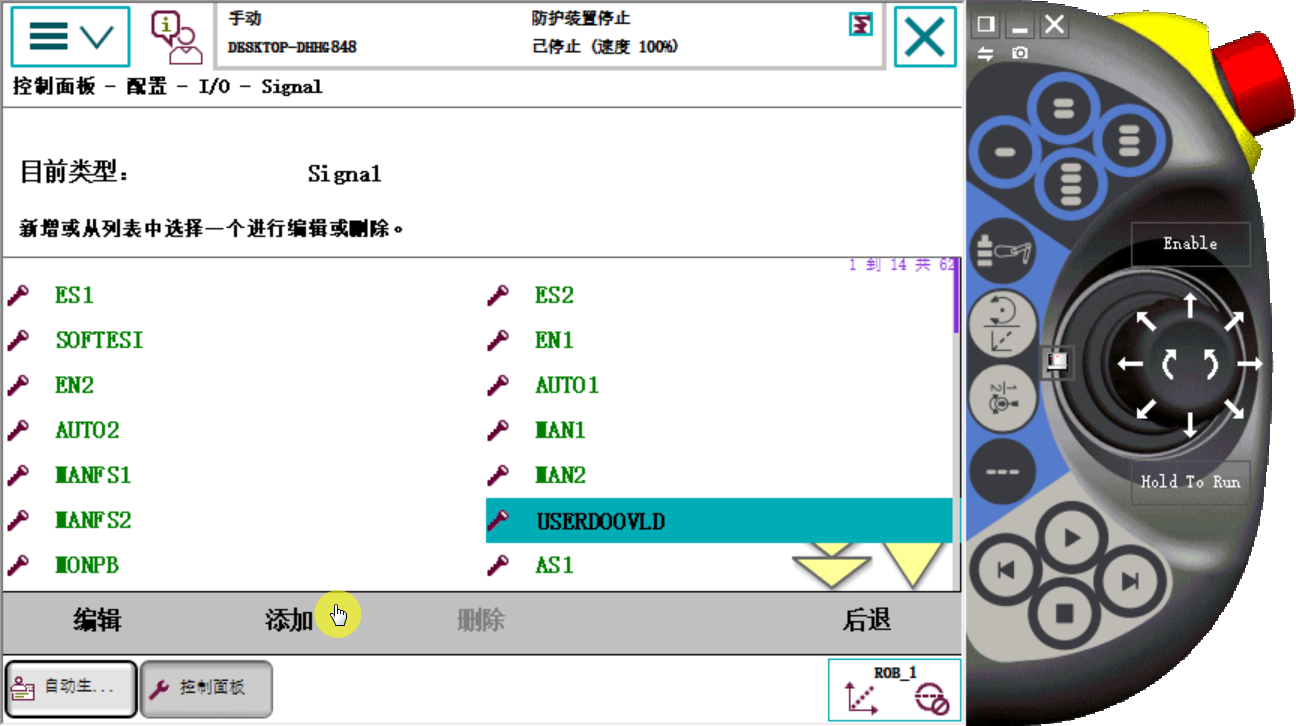 手动
防护装置停止
DESKTOP-DHHG848
已停止 (速度 100%)
控制面板 - 配置 - I/O - Signal
目前类型:
Signal
新增或从列表中选择一个进行编辑或删除。
1 到 14 共 62
ES1
ES2
SOFTESI
EN1
EN2
AUTO1
AUTO2
MAN1
MANFS1
MAN2
MANFS2
USERDOOVLD
MONPB
AS1
编辑
添加
删除
后退
自动生...
控制面板
ROB_1
Enable
Hold To Run